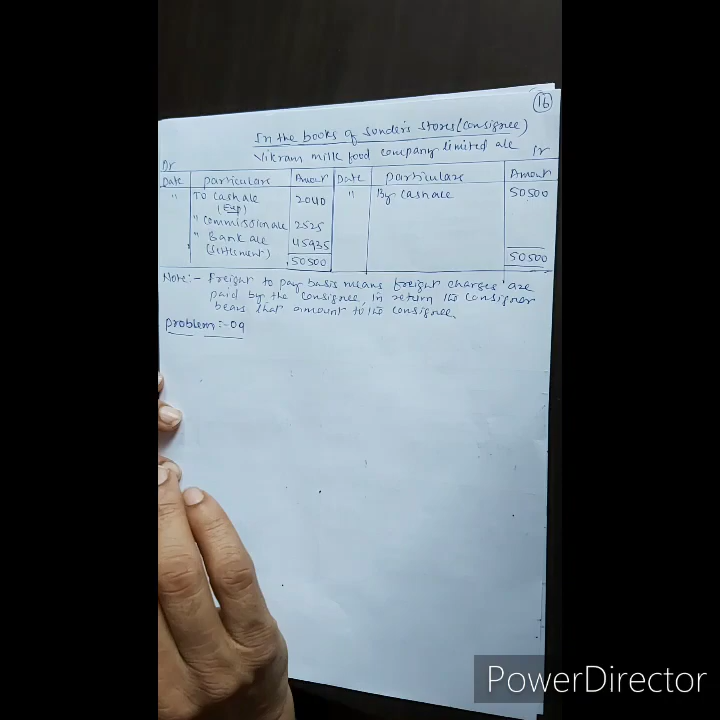 16
In the books of Sunder's stores (consignee)
Vikram milk food company limited a/c
Dr
Cr
Date Particulars Amount Date Particulars Amount
" To Cash a/c 2040 " By Cash a/c 50500
(Exp)
" Commission a/c 2525
" Bank a/c 45935
(Settlement) 50500 50500
Note:- Freight to pay basis means freight charges are
paid by the consignee, in return the consignor
bears that amount to the consignee.
Problem:-09
PowerDirector